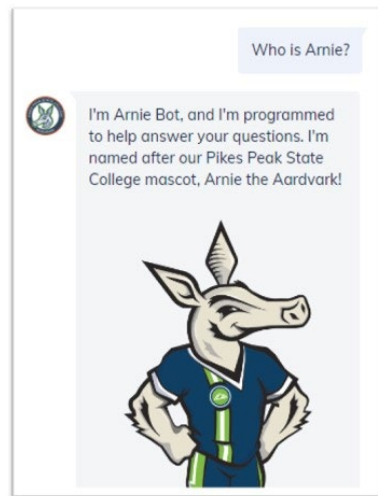 Who is Arnie?
I'm Arnie Bot, and I'm programmed
to help answer your questions. I'm
named after our Pikes Peak State
College mascot, Arnie the Aardvark!